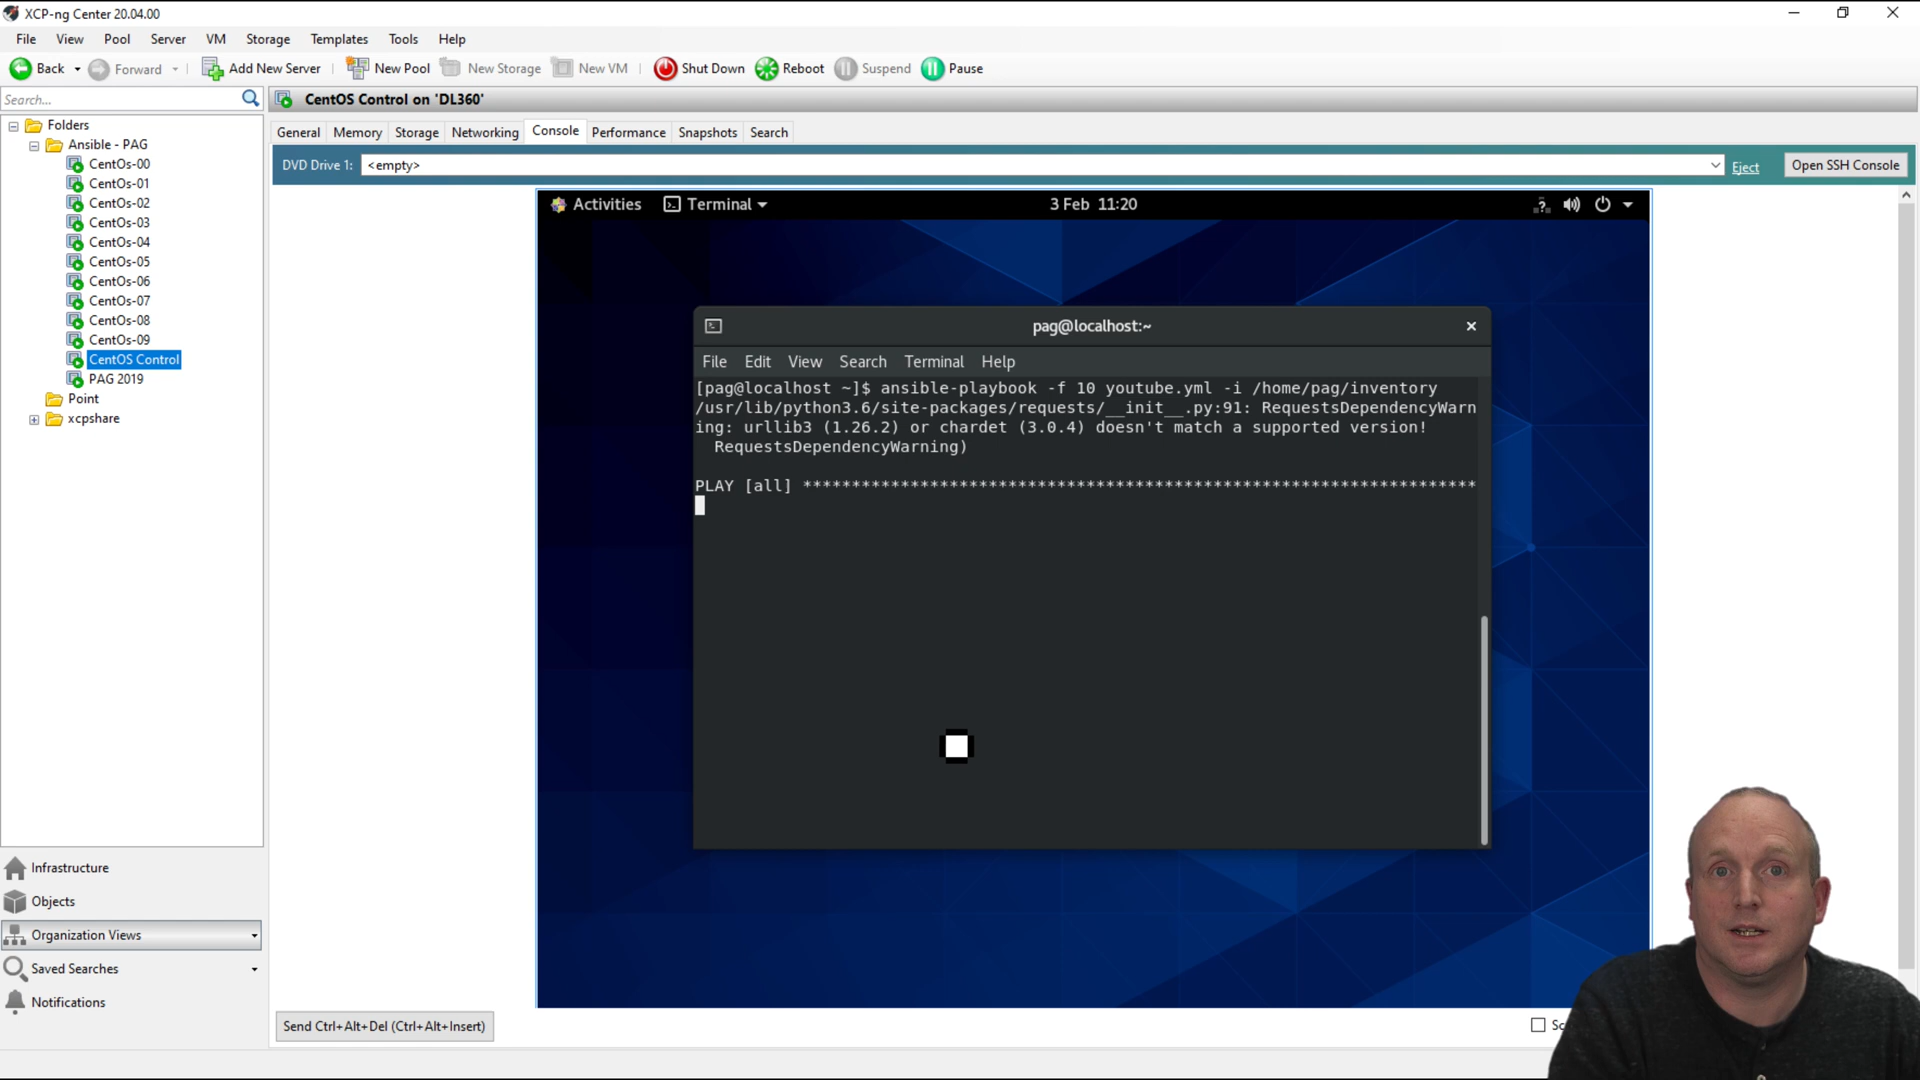 XCP-ng Center 20.04.00
File View Pool Server VM Storage Templates Tools Help
Back Forward Add New Server New Pool New Storage New VM Shut Down Reboot Suspend Pause
Search...
CentOS Control on 'DL360'
Folders
Ansible - PAG
CentOs-00
CentOs-01
CentOs-02
CentOs-03
CentOs-04
CentOs-05
CentOs-06
CentOs-07
CentOs-08
CentOs-09
CentOS Control
PAG 2019
Point
xcpshare
Infrastructure
Objects
Organization Views
Saved Searches
Notifications
General Memory Storage Networking Console Performance Snapshots Search
DVD Drive 1: <empty> Eject Open SSH Console
Activities Terminal 3 Feb 11:20
pag@localhost:~
File Edit View Search Terminal Help
[pag@localhost ~]$ ansible-playbook -f 10 youtube.yml -i /home/pag/inventory
/usr/lib/python3.6/site-packages/requests/__init__.py:91: RequestsDependencyWarn
ing: urllib3 (1.26.2) or chardet (3.0.4) doesn't match a supported version!
RequestsDependencyWarning)
PLAY [all] *********************************************************************
Send Ctrl+Alt+Del (Ctrl+Alt+Insert)